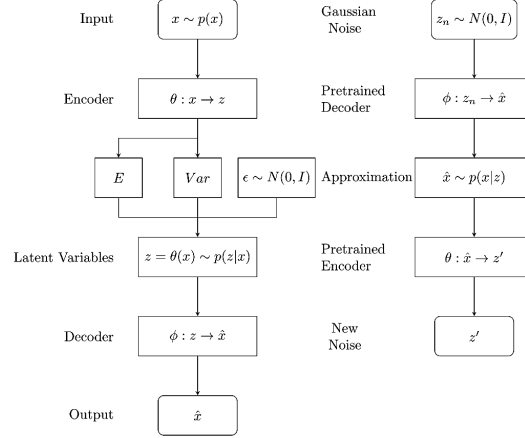 Input
x ∼ p(x)
Encoder
θ : x → z
E
Var
ϵ ∼ N(0, I)
Latent Variables
z = θ(x) ∼ p(z|x)
Decoder
ϕ : z → x̂
Output
x̂
Gaussian
Noise
z_n ∼ N(0, I)
Pretrained
Decoder
ϕ : z_n → x̂
Approximation
x̂ ∼ p(x|z)
Pretrained
Encoder
θ : x̂ → z′
New
Noise
z′